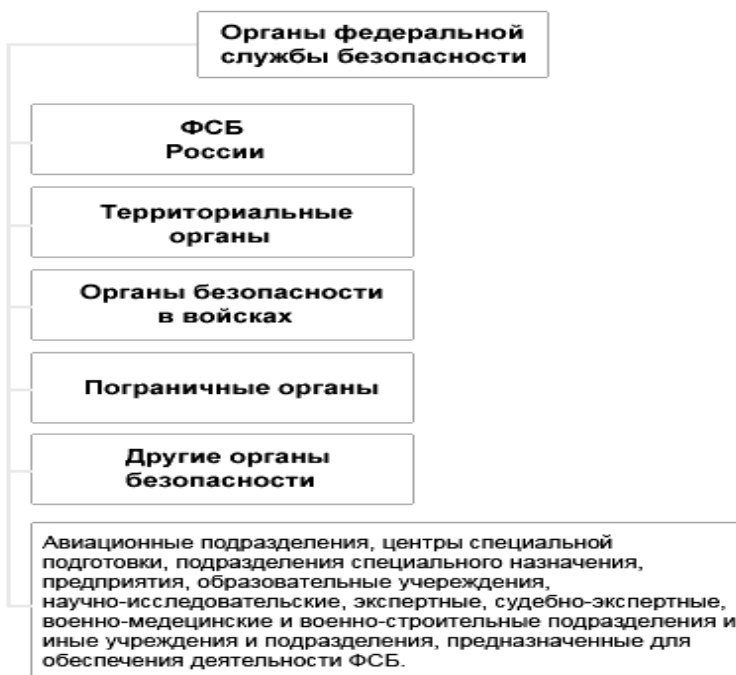 Органы федеральной
службы безопасности
ФСБ
России
Территориальные
органы
Органы безопасности
в войсках
Пограничные органы
Другие органы
безопасности
Авиационные подразделения, центры специальной
подготовки, подразделения специального назначения,
предприятия, образовательные учереждения,
научно-исследовательские, экспертные, судебно-экспертные,
военно-медецинские и военно-строительные подразделения и
иные учреждения и подразделения, предназначенные для
обеспечения деятельности ФСБ.